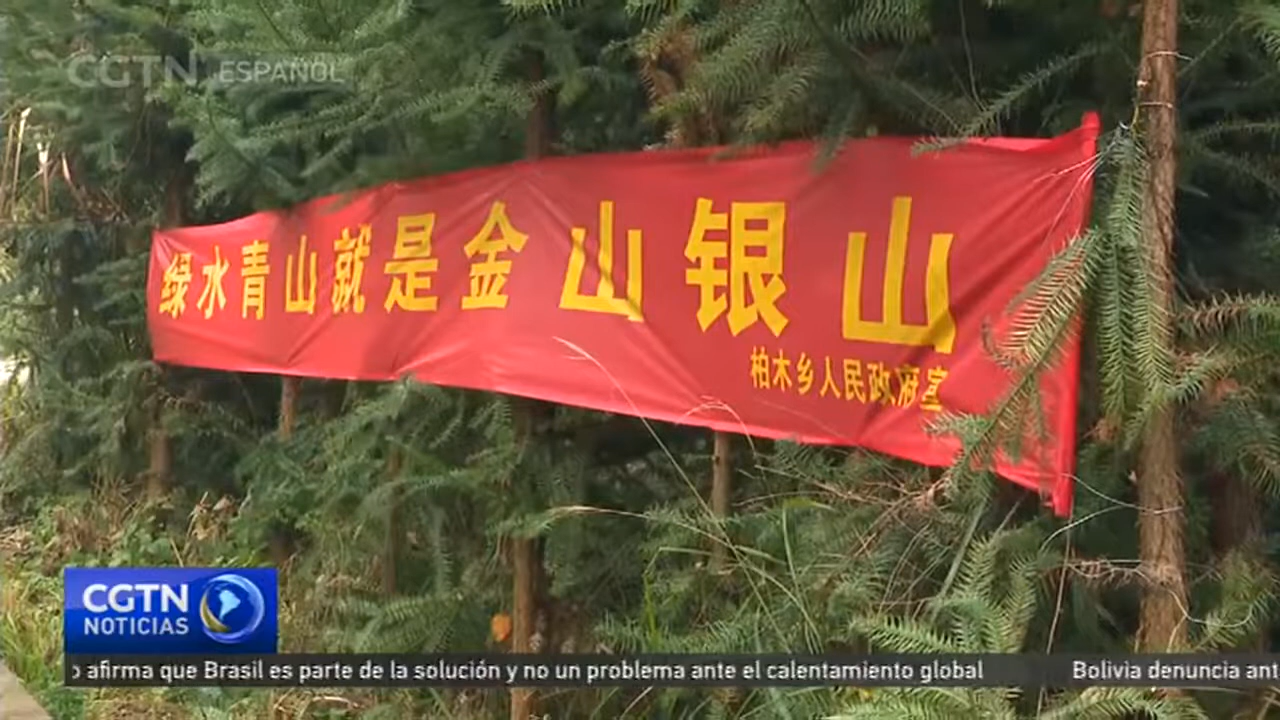 CGTN ESPAÑOL
绿水青山就是金山银山
柏木乡人民政府宣
CGTN
NOTICIAS
afirma que Brasil es parte de la solución y no un problema ante el calentamiento global
Bolivia denuncia